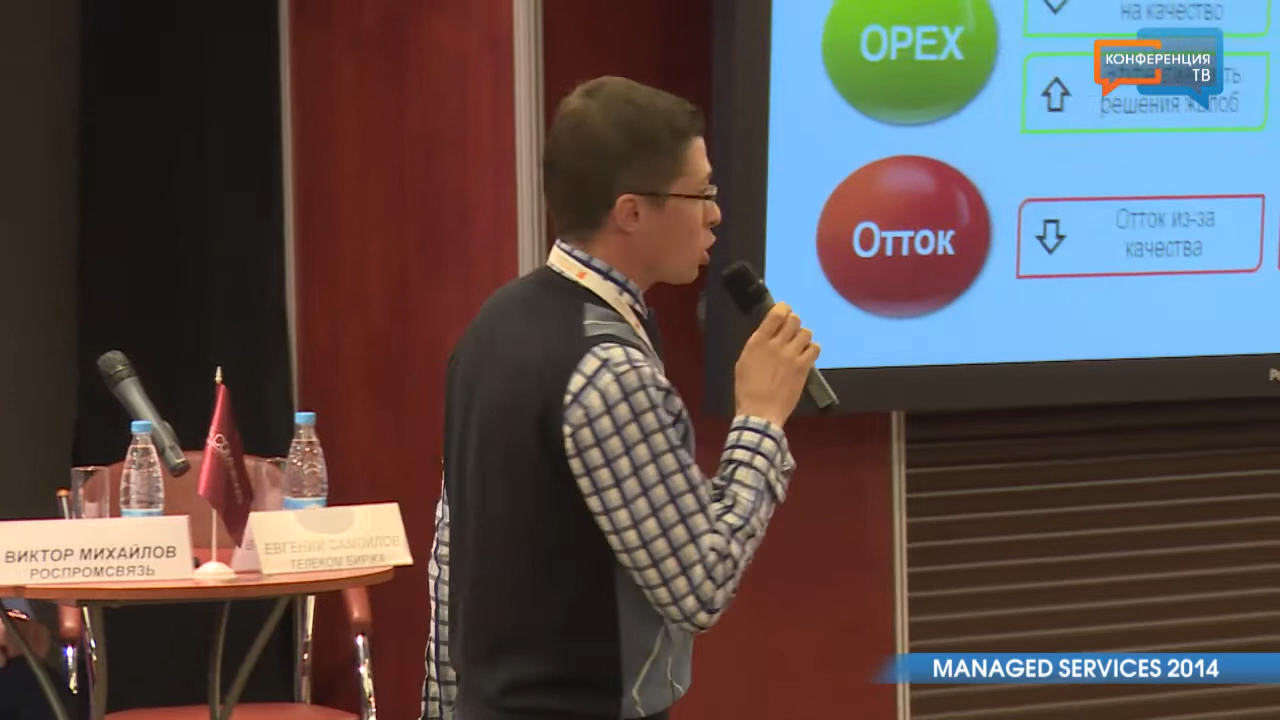 OPEX
на качество
решения жалоб
КОНФЕРЕНЦИЯ
ТВ
Отток
Отток из-за
качества
ВИКТОР МИХАЙЛОВ
РОСПРОМСВЯЗЬ
ЕВГЕНИЙ САМОЙЛОВ
ТЕЛЕКОМ БИРЖА
MANAGED SERVICES 2014